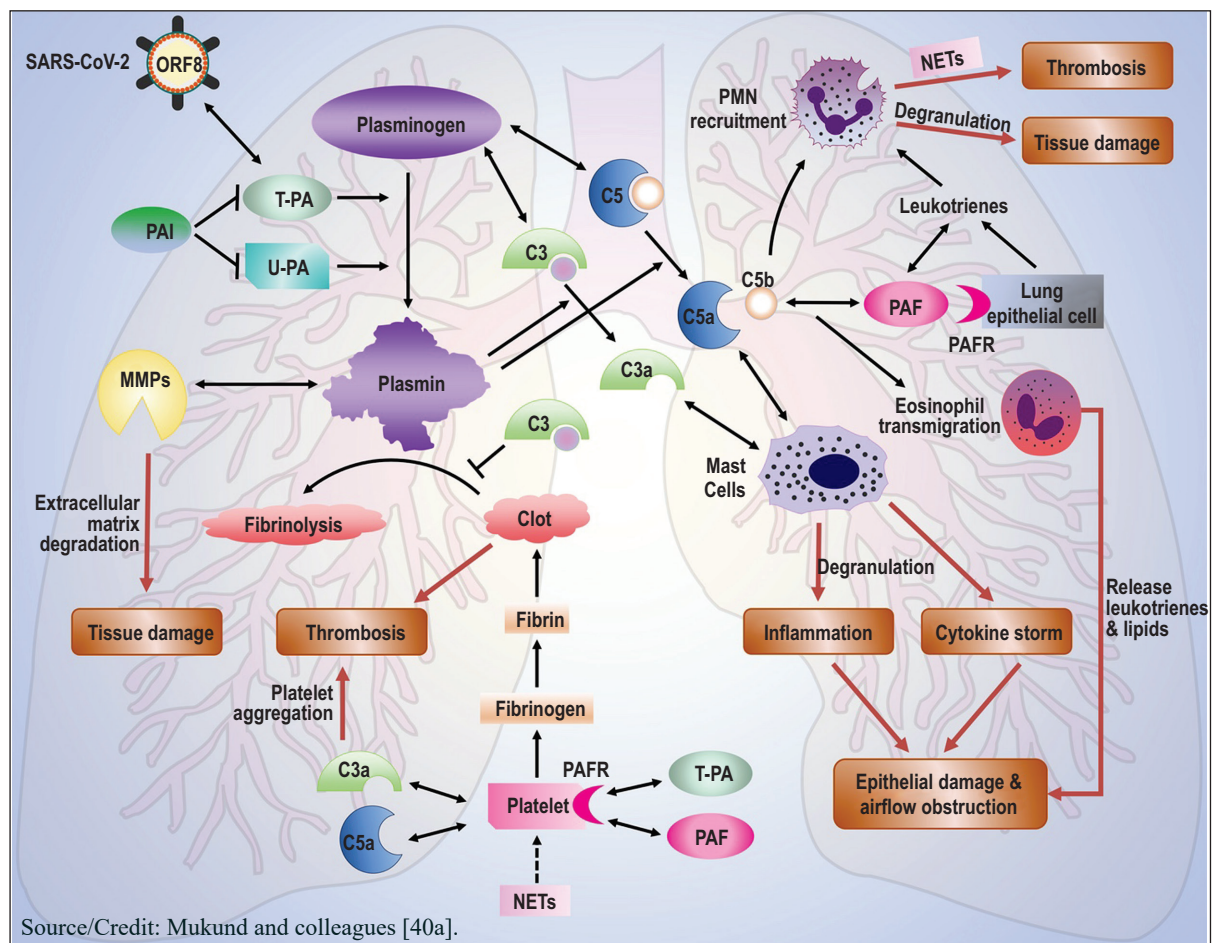 SARS-CoV-2
ORF8
Plasminogen
T-PA
PAI
U-PA
C5
C3
PMN
recruitment
NETs
Thrombosis
Degranulation
Tissue damage
Leukotrienes
C5b
C5a
PAF
Lung
epithelial cell
PAFR
MMPs
Plasmin
C3a
C3
Eosinophil
transmigration
Mast
Cells
Extracellular
matrix
degradation
Fibrinolysis
Clot
Degranulation
Release
leukotrienes
& lipids
Tissue damage
Thrombosis
Fibrin
Inflammation
Cytokine storm
Platelet
aggregation
Fibrinogen
C3a
PAFR
T-PA
Platelet
C5a
PAF
Epithelial damage &
airflow obstruction
NETs
Source/Credit: Mukund and colleagues [40a].